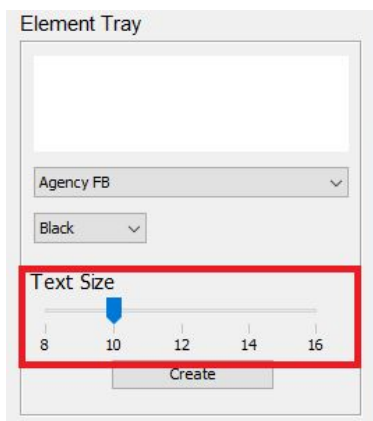 Element Tray
Agency FB
Black
Text Size
8 10 12 14 16
Create